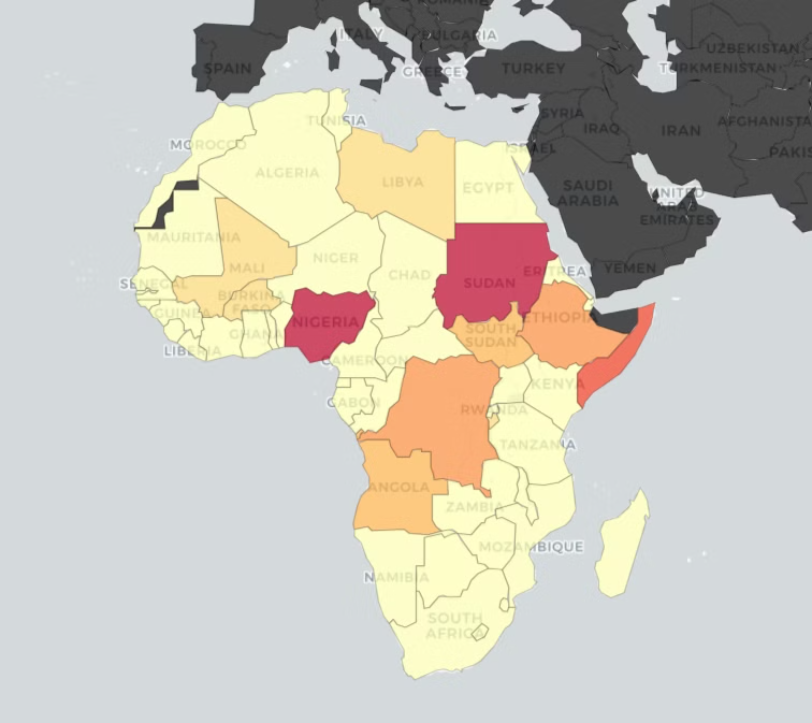 ROMANIA
ITALY
BULGARIA
UZBEKISTAN
SPAIN
GREECE
TURKEY
TURKMENISTAN
SYRIA
TUNISIA
IRAQ
IRAN
AFGHANISTA
MOROCCO
ISRAEL
PAKIS
ALGERIA
LIBYA
EGYPT
SAUDI
ARABIA
UNITED
ARAB
EMIRATES
MAURITANIA
NIGER
MALI
CHAD
SUDAN
ERITREA
YEMEN
SENEGAL
BURKINA
FASO
GUINEA
NIGERIA
ETHIOPIA
SOUTH
SUDAN
GHANA
LIBERIA
CAMEROON
KENYA
GABON
RWANDA
TANZANIA
ANGOLA
ZAMBIA
MOZAMBIQUE
NAMIBIA
SOUTH
AFRICA